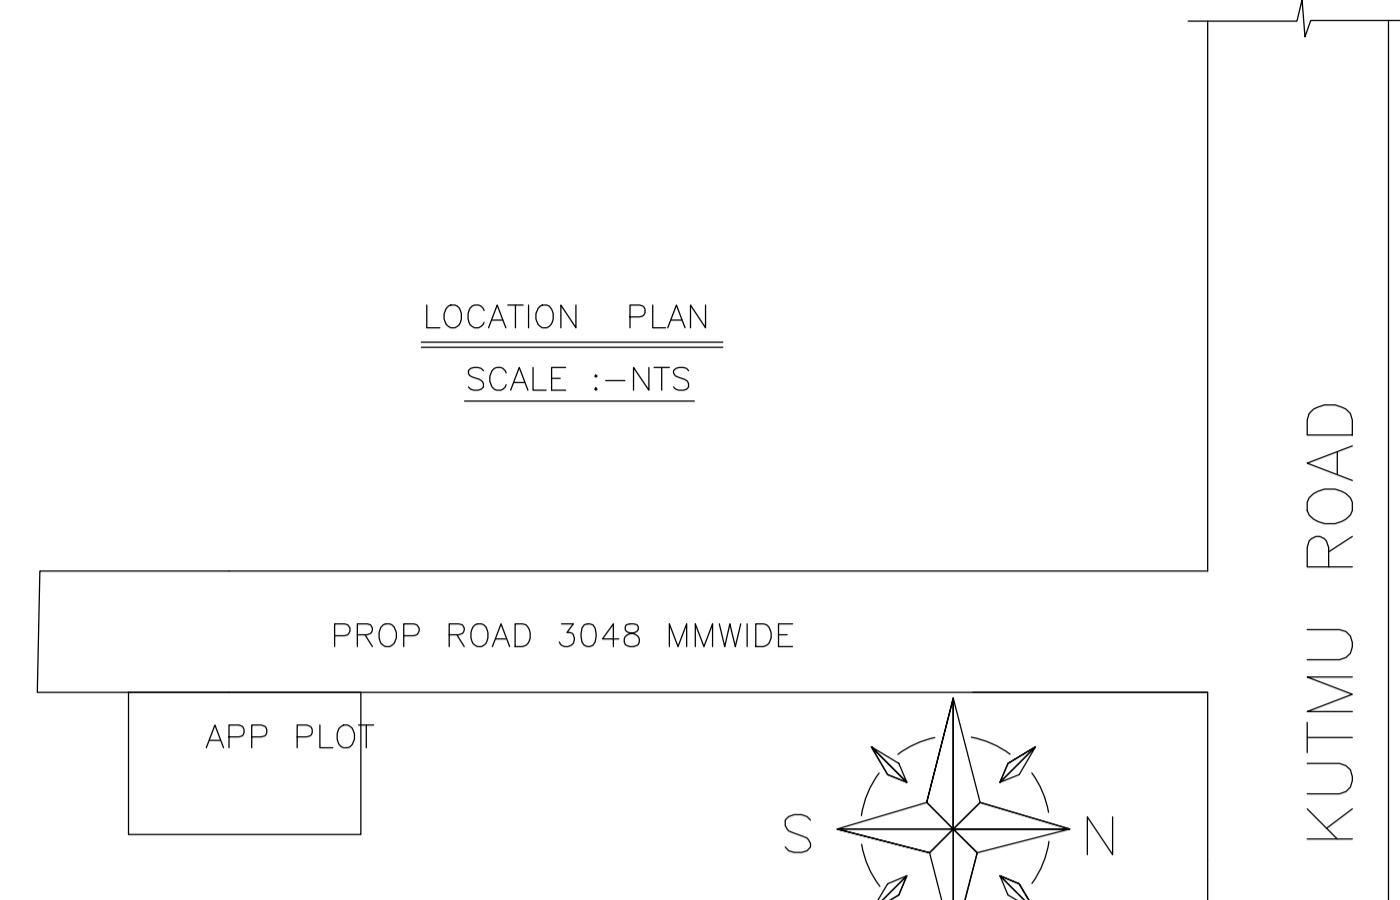 LOCATION PLAN
SCALE :-NTS
KUTMU ROAD
PROP ROAD 3048 MMWIDE
APP PLOT
S
N